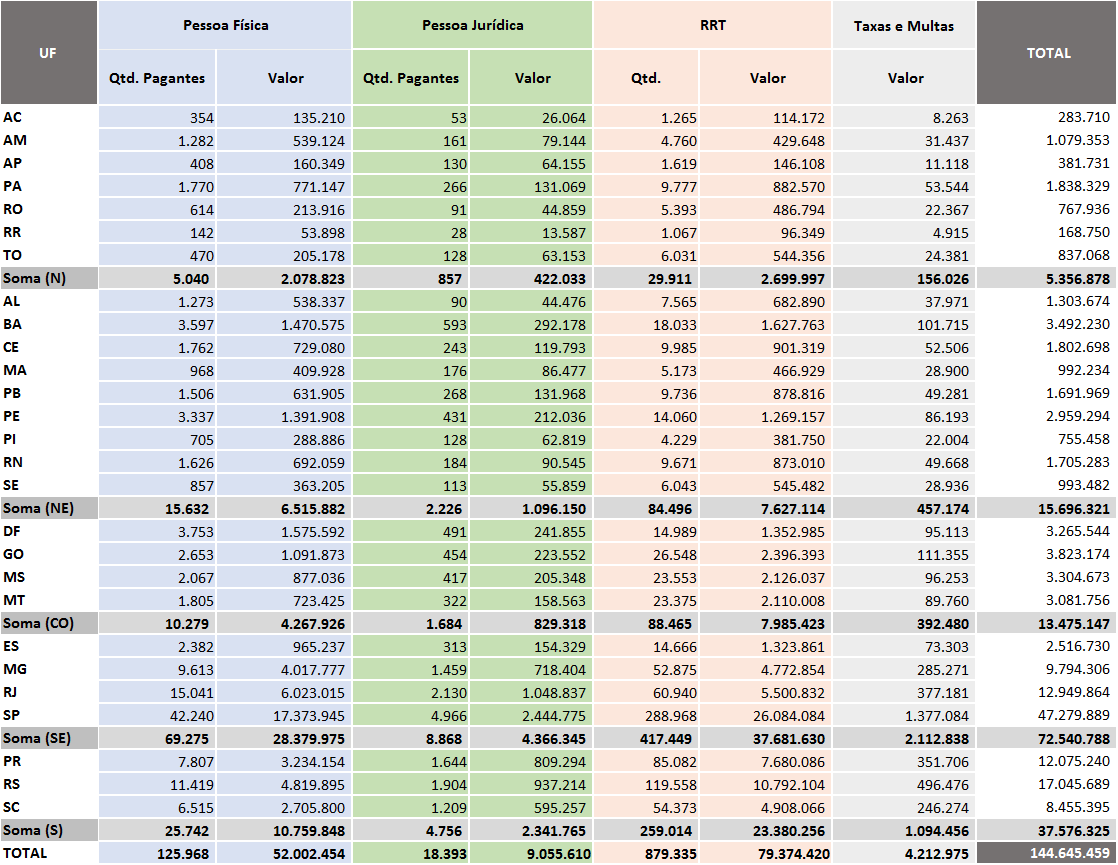 UF Pessoa Física Pessoa Jurídica RRT Taxas e Multas TOTAL
Qtd. Pagantes Valor Qtd. Pagantes Valor Qtd. Valor Valor
AC 354 135.210 53 26.064 1.265 114.172 8.263 283.710
AM 1.282 539.124 161 79.144 4.760 429.648 31.437 1.079.353
AP 408 160.349 130 64.155 1.619 146.108 11.118 381.731
PA 1.770 771.147 266 131.069 9.777 882.570 53.544 1.838.329
RO 614 213.916 91 44.859 5.393 486.794 22.367 767.936
RR 142 53.898 28 13.587 1.067 96.349 4.915 168.750
TO 470 205.178 128 63.153 6.031 544.356 24.381 837.068
Soma (N) 5.040 2.078.823 857 422.033 29.911 2.699.997 156.026 5.356.878
AL 1.273 538.337 90 44.476 7.565 682.890 37.971 1.303.674
BA 3.597 1.470.575 593 292.178 18.033 1.627.763 101.715 3.492.230
CE 1.762 729.080 243 119.793 9.985 901.319 52.506 1.802.698
MA 968 409.928 176 86.477 5.173 466.929 28.900 992.234
PB 1.506 631.905 268 131.968 9.736 878.816 49.281 1.691.969
PE 3.337 1.391.908 431 212.036 14.060 1.269.157 86.193 2.959.294
PI 705 288.886 128 62.819 4.229 381.750 22.004 755.458
RN 1.626 692.059 184 90.545 9.671 873.010 49.668 1.705.283
SE 857 363.205 113 55.859 6.043 545.482 28.936 993.482
Soma (NE) 15.632 6.515.882 2.226 1.096.150 84.496 7.627.114 457.174 15.696.321
DF 3.753 1.575.592 491 241.855 14.989 1.352.985 95.113 3.265.544
GO 2.653 1.091.873 454 223.552 26.548 2.396.393 111.355 3.823.174
MS 2.067 877.036 417 205.348 23.553 2.126.037 96.253 3.304.673
MT 1.805 723.425 322 158.563 23.375 2.110.008 89.760 3.081.756
Soma (CO) 10.279 4.267.926 1.684 829.318 88.465 7.985.423 392.480 13.475.147
ES 2.382 965.237 313 154.329 14.666 1.323.861 73.303 2.516.730
MG 9.613 4.017.777 1.459 718.404 52.875 4.772.854 285.271 9.794.306
RJ 15.041 6.023.015 2.130 1.048.837 60.940 5.500.832 377.181 12.949.864
SP 42.240 17.373.945 4.966 2.444.775 288.968 26.084.084 1.377.084 47.279.889
Soma (SE) 69.275 28.379.975 8.868 4.366.345 417.449 37.681.630 2.112.838 72.540.788
PR 7.807 3.234.154 1.644 809.294 85.082 7.680.086 351.706 12.075.240
RS 11.419 4.819.895 1.904 937.214 119.558 10.792.104 496.476 17.045.689
SC 6.515 2.705.800 1.209 595.257 54.373 4.908.066 246.274 8.455.395
Soma (S) 25.742 10.759.848 4.756 2.341.765 259.014 23.380.256 1.094.456 37.576.325
TOTAL 125.968 52.002.454 18.393 9.055.610 879.335 79.374.420 4.212.975 144.645.459